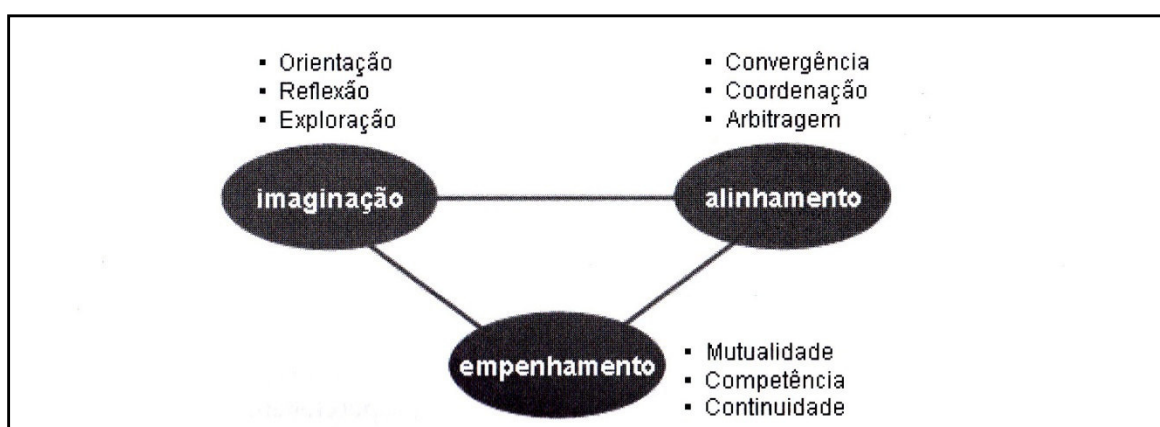 ▪ Orientação
▪ Reflexão
▪ Exploração
▪ Convergência
▪ Coordenação
▪ Arbitragem
imaginação
alinhamento
empenhamento
▪ Mutualidade
▪ Competência
▪ Continuidade